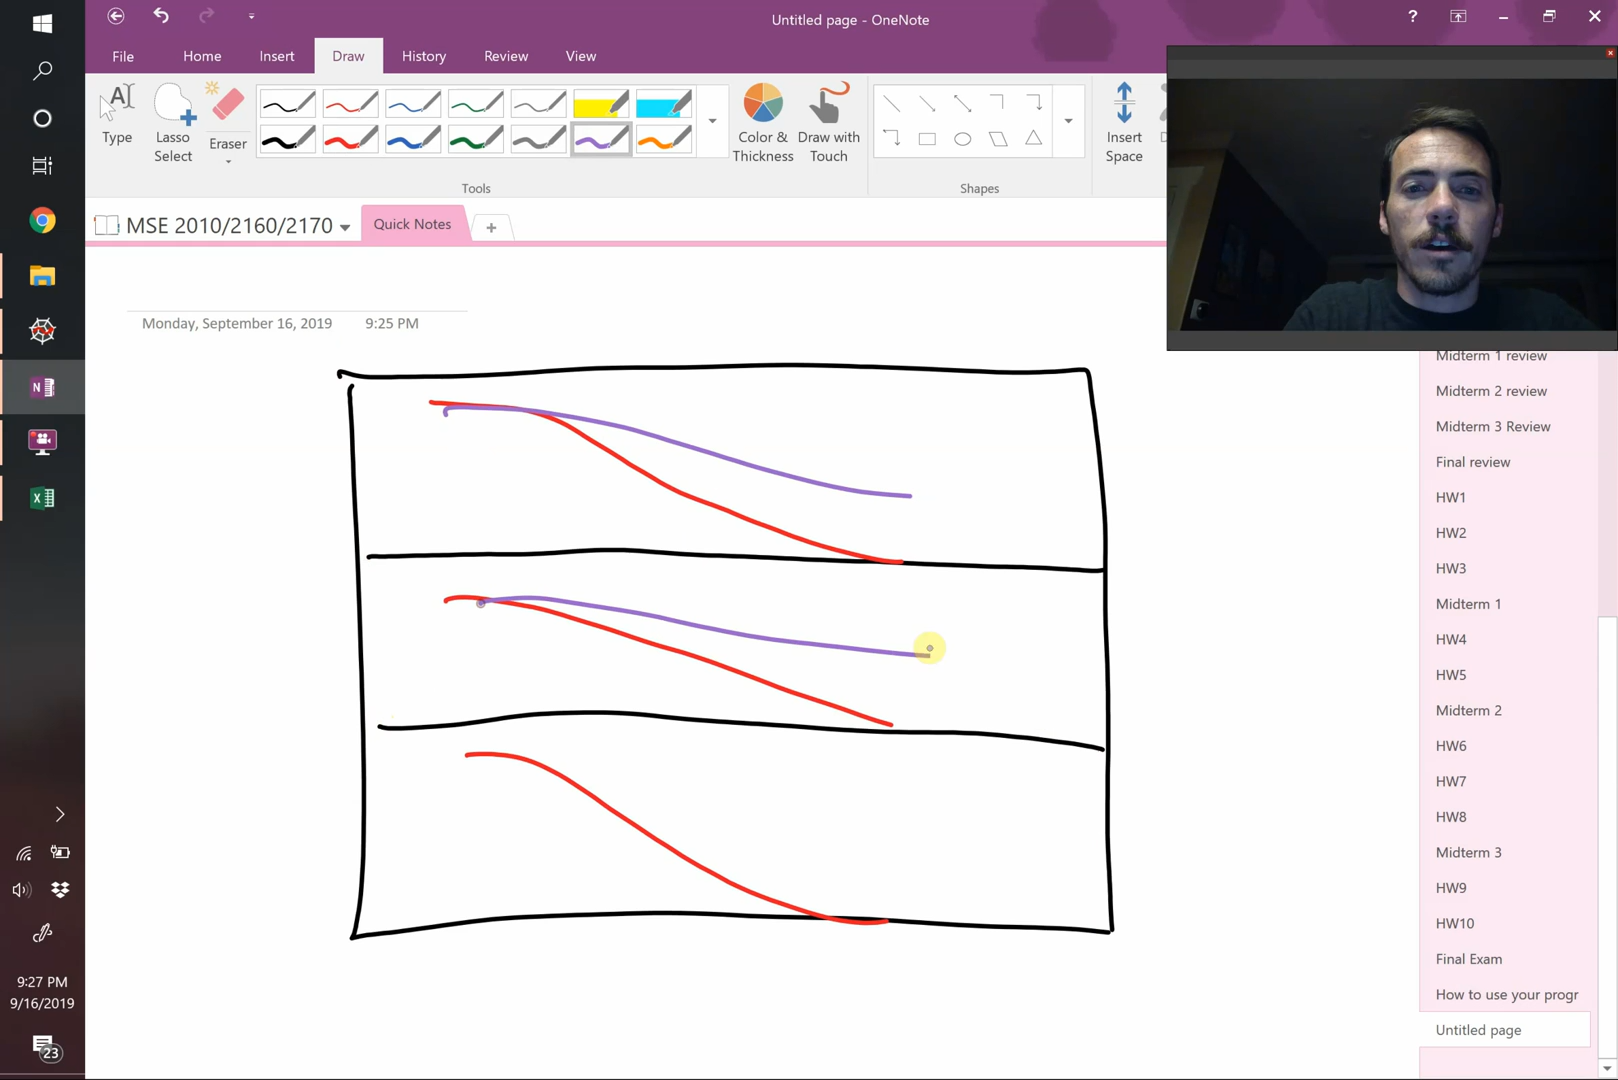 Untitled page - OneNote
?
File Home Insert Draw History Review View
Type
Lasso Select
Eraser
Color & Thickness
Draw with Touch
Insert Space
Tools
Shapes
MSE 2010/2160/2170
Quick Notes
+
Monday, September 16, 2019 9:25 PM
Midterm 1 review
Midterm 2 review
Midterm 3 Review
Final review
HW1
HW2
HW3
Midterm 1
HW4
HW5
Midterm 2
HW6
HW7
HW8
Midterm 3
HW9
HW10
Final Exam
How to use your progr
Untitled page
9:27 PM
9/16/2019
23